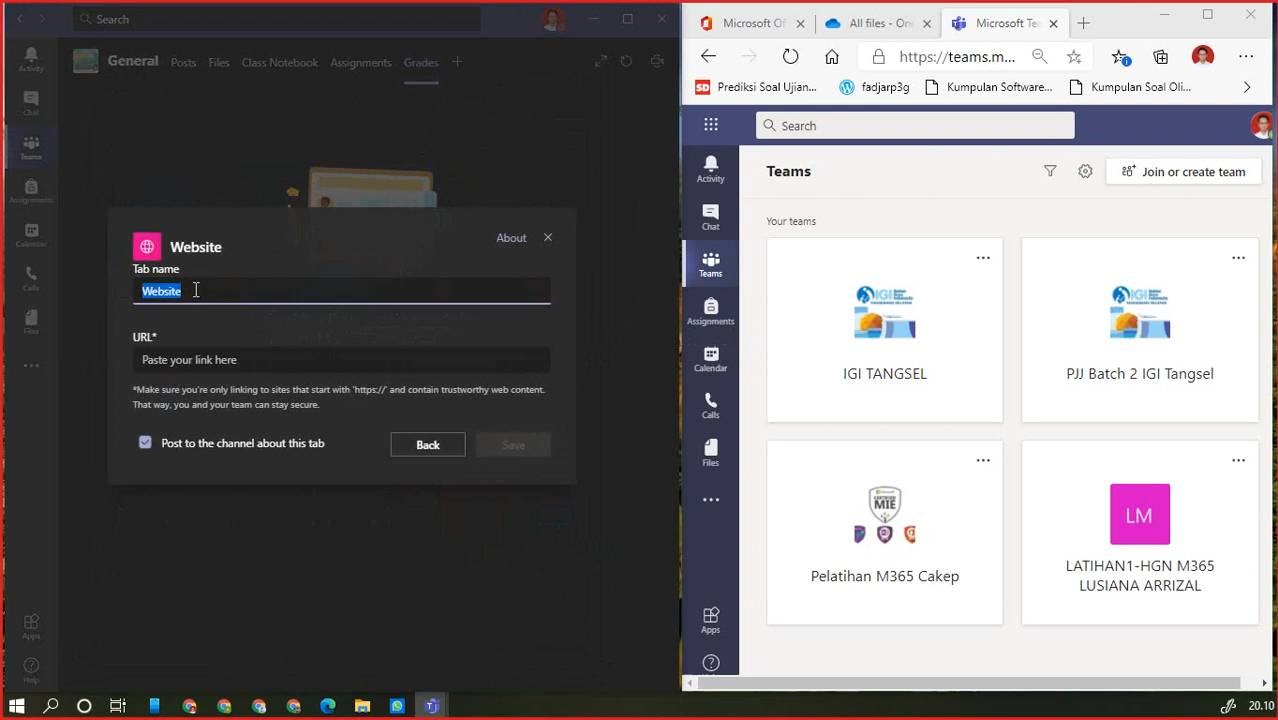 Search
General Posts Files Class Notebook Assignments Grades
Activity
Chat
Teams
Assignments
Calendar
Calls
Files
Apps
Help
Website
About
Tab name
Website
URL*
Paste your link here
*Make sure you're only linking to sites that start with 'https://' and contain trustworthy web content.
That way, you and your team can stay secure.
Post to the channel about this tab
Back
Save
Microsoft Of
All files - One
Microsoft Tea
https://teams.m...
Prediksi Soal Ujian...
fadjarp3g
Kumpulan Software...
Kumpulan Soal Oli...
Search
Activity
Chat
Teams
Assignments
Calendar
Calls
Files
Apps
Teams
Join or create team
Your teams
IGI
IGI TANGSEL
IGI
PJJ Batch 2 IGI Tangsel
MIE
Pelatihan M365 Cakep
LM
LATIHAN1-HGN M365
LUSIANA ARRIZAL
20.10